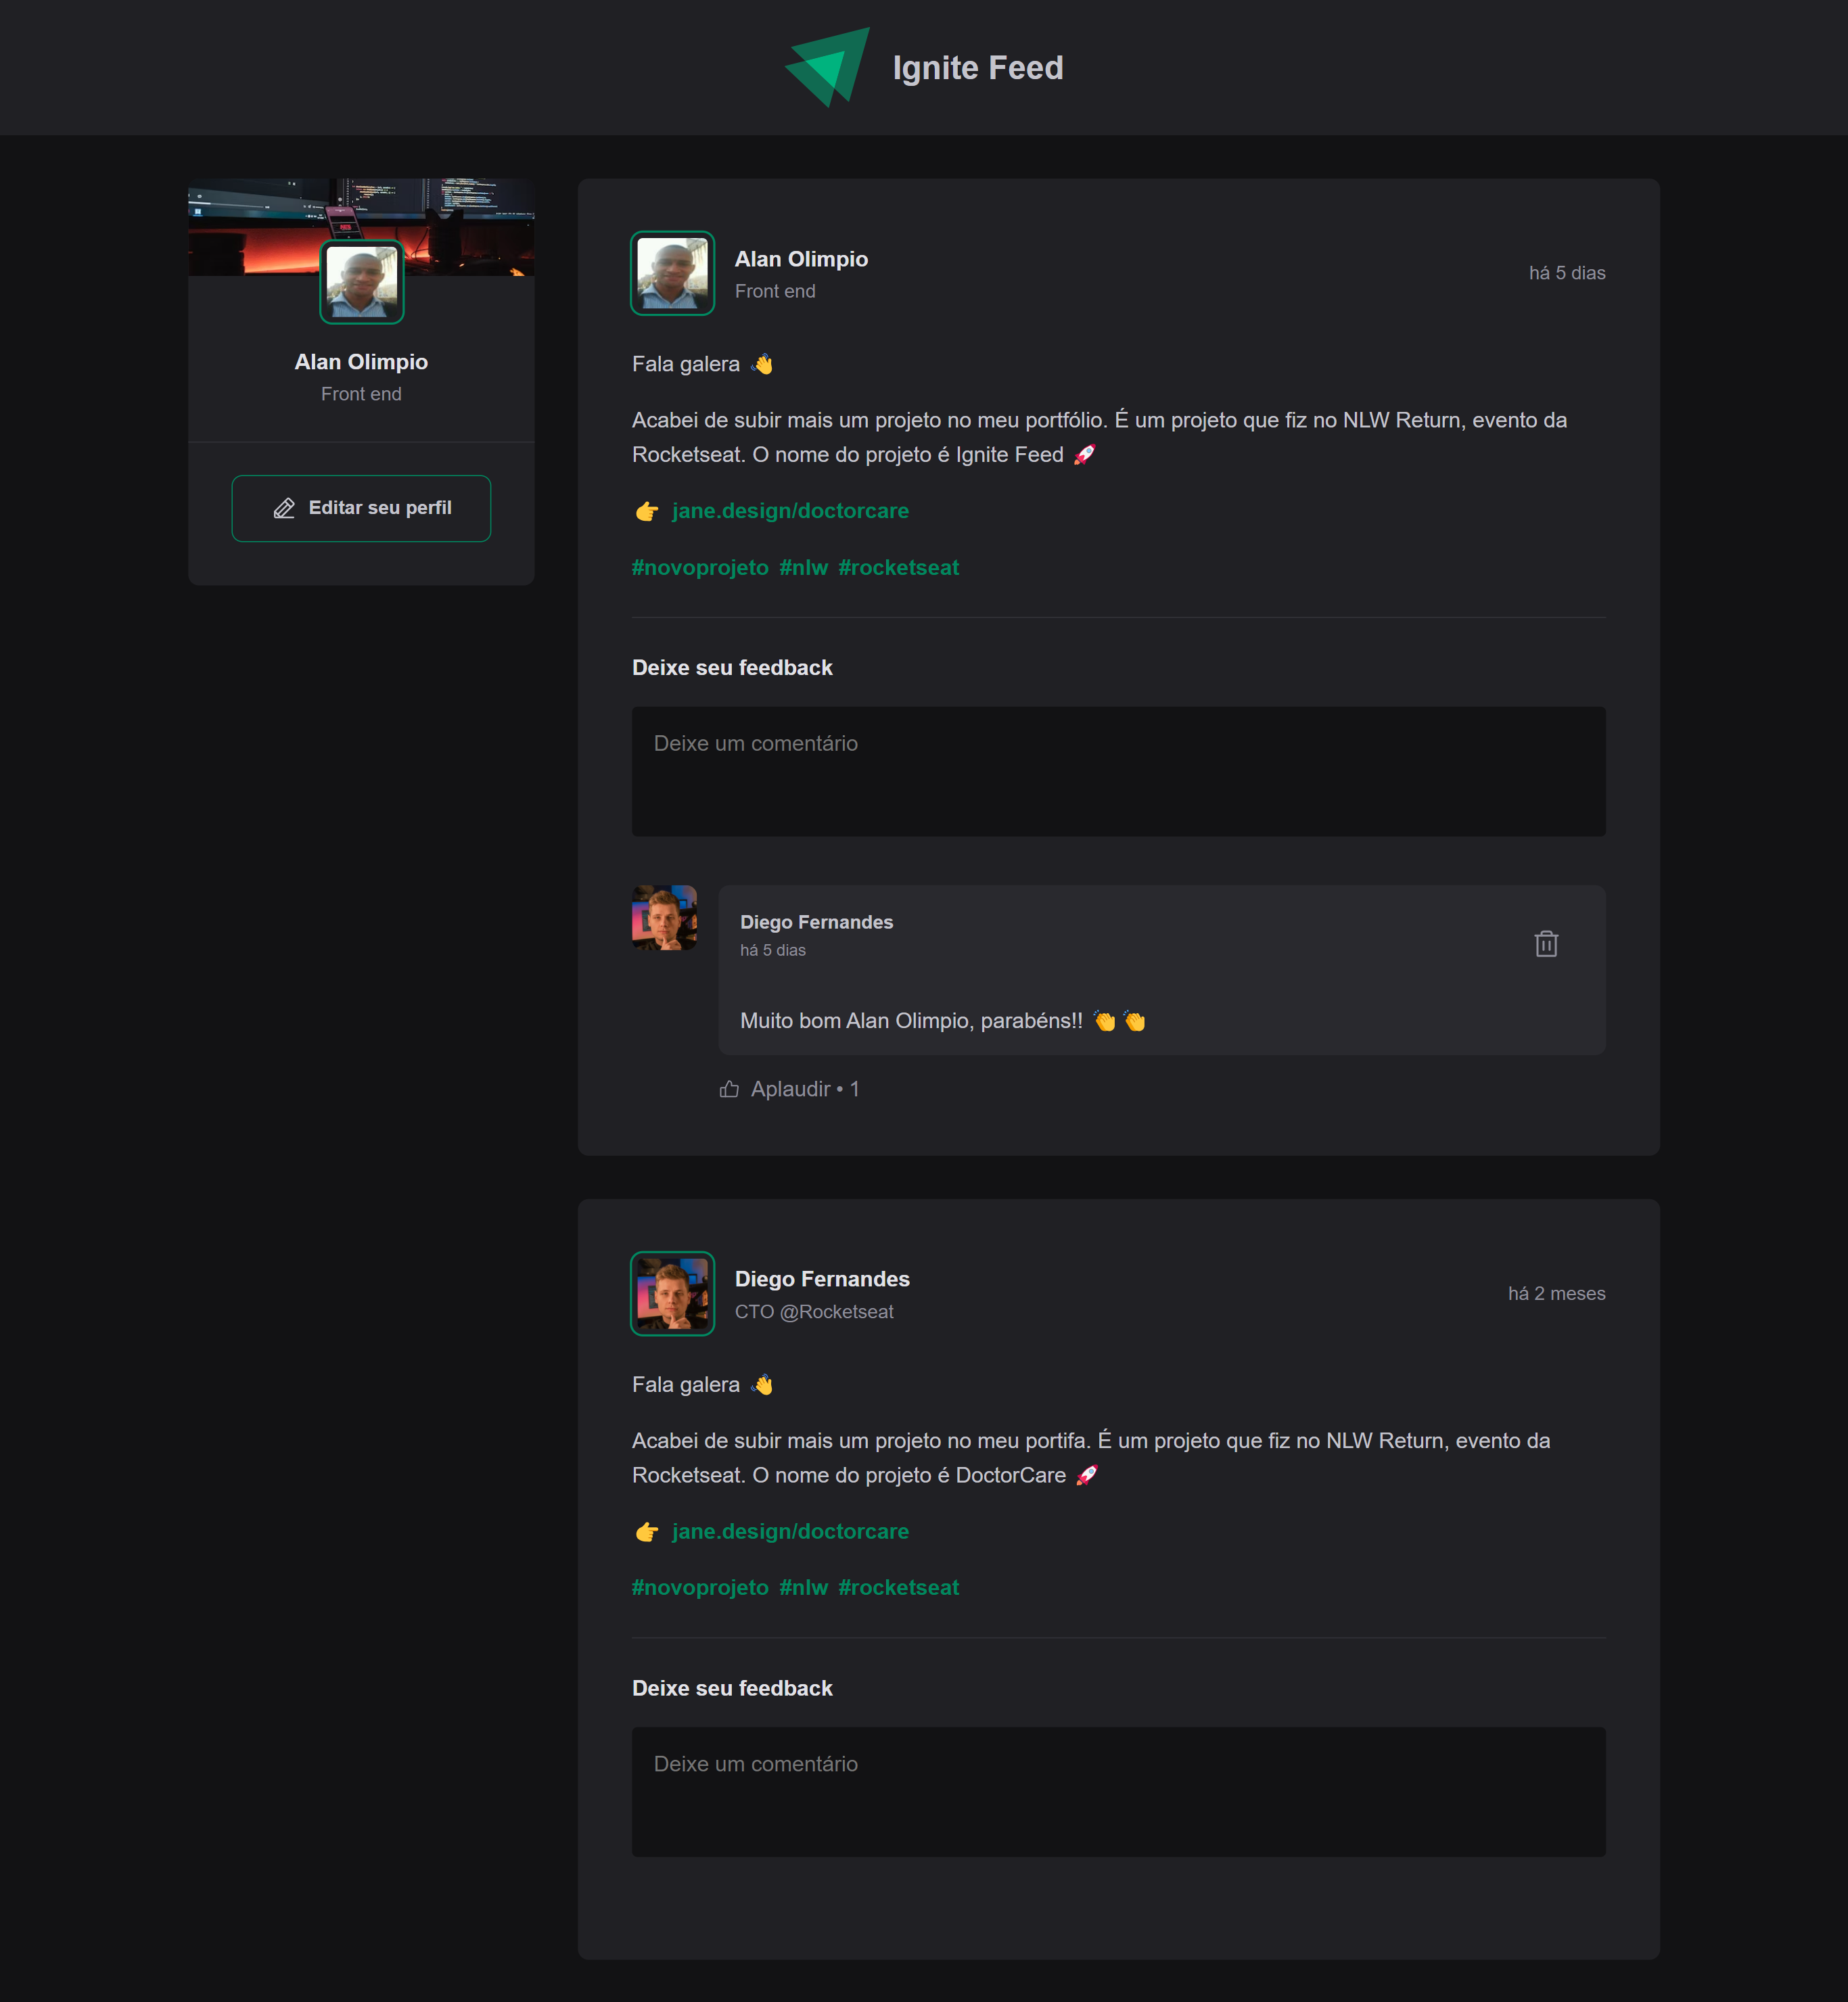 Ignite Feed
Alan Olimpio
Front end
Editar seu perfil
Alan Olimpio
Front end
há 5 dias
Fala galera 👋
Acabei de subir mais um projeto no meu portfólio. É um projeto que fiz no NLW Return, evento da
Rocketseat. O nome do projeto é Ignite Feed 🚀
👉 jane.design/doctorcare
#novoprojeto #nlw #rocketseat
Deixe seu feedback
Deixe um comentário
Diego Fernandes
há 5 dias
Muito bom Alan Olimpio, parabéns!! 👏👏
Aplaudir • 1
Diego Fernandes
CTO @Rocketseat
há 2 meses
Fala galera 👋
Acabei de subir mais um projeto no meu portifa. É um projeto que fiz no NLW Return, evento da
Rocketseat. O nome do projeto é DoctorCare 🚀
👉 jane.design/doctorcare
#novoprojeto #nlw #rocketseat
Deixe seu feedback
Deixe um comentário